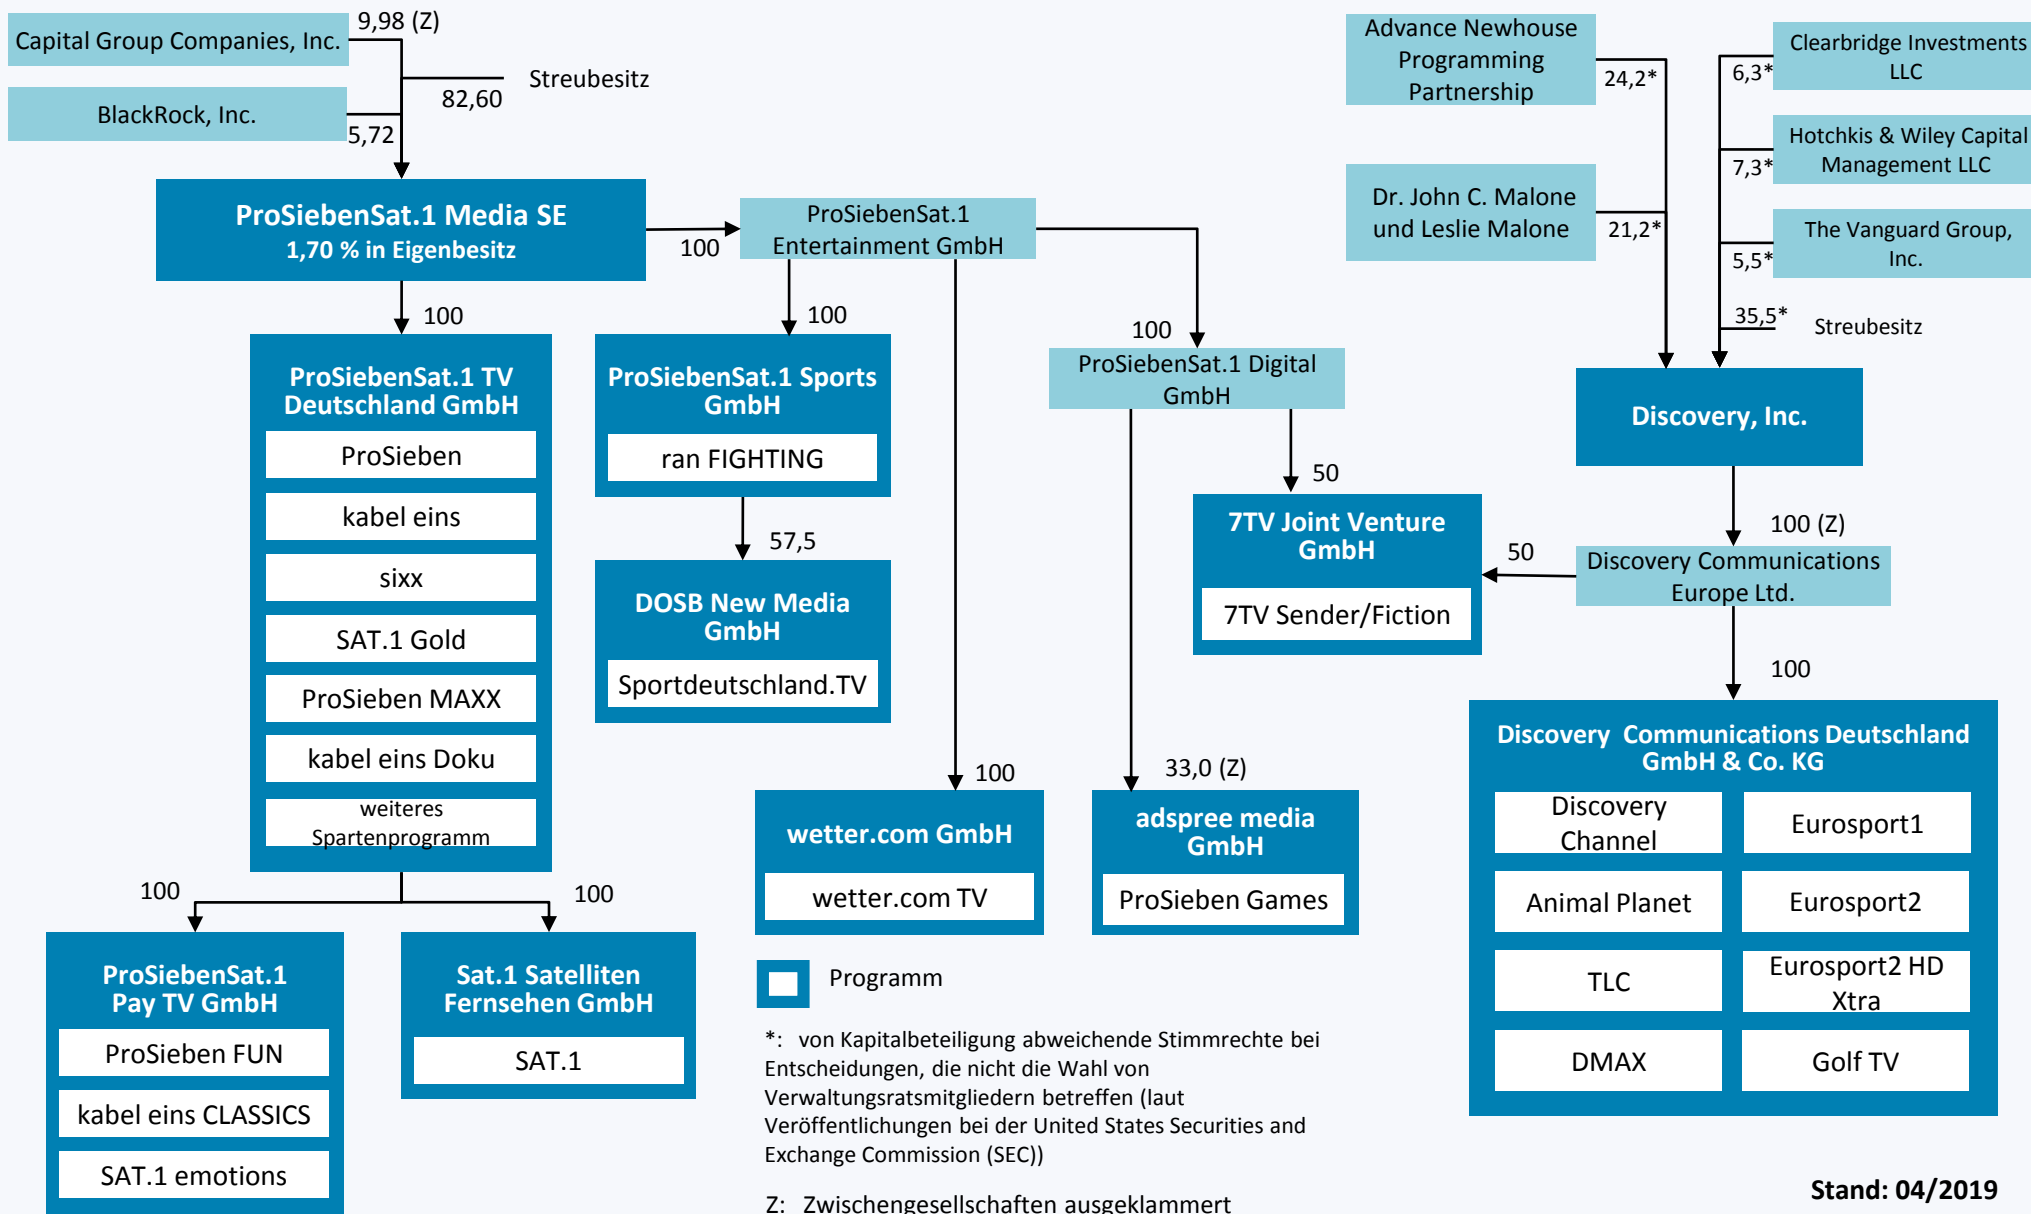 9,98 (Z)
Capital Group Companies, Inc.
Streubesitz
82,60
BlackRock, Inc.
5,72
ProSiebenSat.1 Media SE
1,70 % in Eigenbesitz
100
ProSiebenSat.1
Entertainment GmbH
Advance Newhouse
Programming
Partnership
24,2*
Dr. John C. Malone
und Leslie Malone
21,2*
Clearbridge Investments
LLC
6,3*
Hotchkis & Wiley Capital
Management LLC
7,3*
The Vanguard Group,
Inc.
5,5*
35,5*
Streubesitz
100
ProSiebenSat.1 TV
Deutschland GmbH
ProSieben
kabel eins
sixx
SAT.1 Gold
ProSieben MAXX
kabel eins Doku
weiteres
Spartenprogramm
100
ProSiebenSat.1 Sports
GmbH
ran FIGHTING
57,5
DOSB New Media
GmbH
Sportdeutschland.TV
100
ProSiebenSat.1 Digital
GmbH
50
7TV Joint Venture
GmbH
7TV Sender/Fiction
Discovery, Inc.
100 (Z)
50
Discovery Communications
Europe Ltd.
100
Discovery  Communications Deutschland
GmbH & Co. KG
Discovery
Channel
Eurosport1
Animal Planet
Eurosport2
TLC
Eurosport2 HD
Xtra
DMAX
Golf TV
100
wetter.com GmbH
wetter.com TV
33,0 (Z)
adspree media
GmbH
ProSieben Games
100
100
ProSiebenSat.1
Pay TV GmbH
ProSieben FUN
kabel eins CLASSICS
SAT.1 emotions
Sat.1 Satelliten
Fernsehen GmbH
SAT.1
Programm
*: von Kapitalbeteiligung abweichende Stimmrechte bei
Entscheidungen, die nicht die Wahl von
Verwaltungsratsmitgliedern betreffen (laut
Veröffentlichungen bei der United States Securities and
Exchange Commission (SEC))
Z: Zwischengesellschaften ausgeklammert
Stand: 04/2019